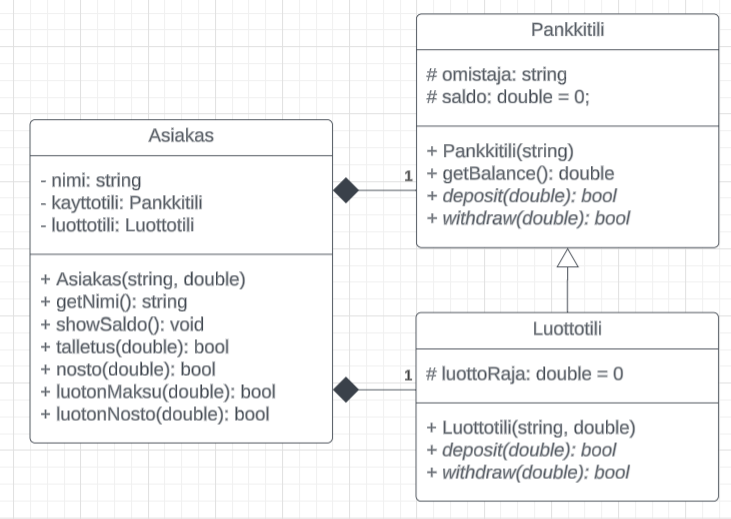 Pankkitili
# omistaja: string
# saldo: double = 0;
+ Pankkitili(string)
+ getBalance(): double
+ deposit(double): bool
+ withdraw(double): bool
Asiakas
- nimi: string
- kayttotili: Pankkitili
- luottotili: Luottotili
+ Asiakas(string, double)
+ getNimi(): string
+ showSaldo(): void
+ talletus(double): bool
+ nosto(double): bool
+ luotonMaksu(double): bool
+ luotonNosto(double): bool
1
1
Luottotili
# luottoRaja: double = 0
+ Luottotili(string, double)
+ deposit(double): bool
+ withdraw(double): bool